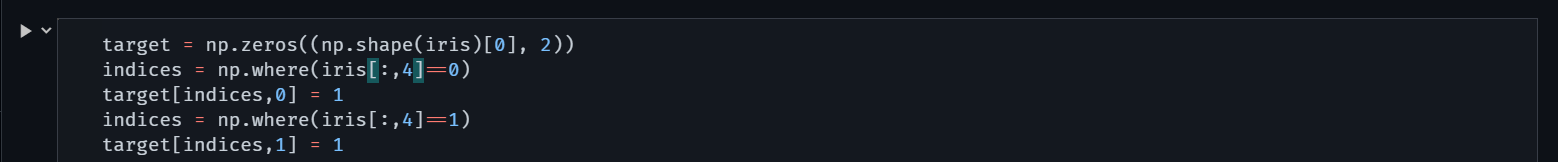 target = np.zeros((np.shape(iris)[0], 2))
indices = np.where(iris[:,4]==0)
target[indices,0] = 1
indices = np.where(iris[:,4]==1)
target[indices,1] = 1